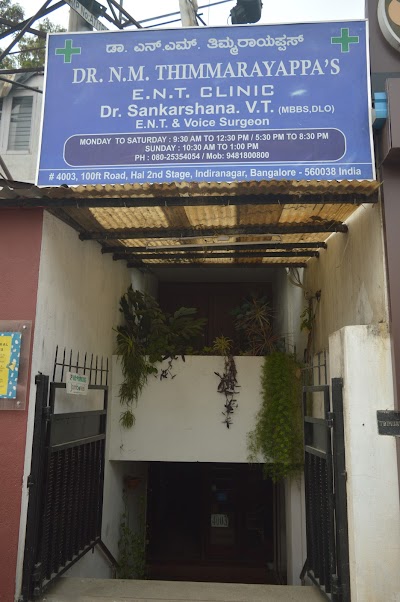 ಡಾ. ಎನ್.ಎಮ್. ತಿಮ್ಮರಾಯಪ್ಪಸ್
DR. N.M. THIMMARAYAPPA'S
E.N.T. CLINIC
Dr. Sankarshana. V.T. (MBBS,DLO)
E.N.T. & Voice Surgeon
MONDAY TO SATURDAY : 9:30 AM TO 12:30 PM / 5:30 PM TO 8:30 PM
SUNDAY : 10:30 AM TO 1:00 PM
PH : 080-25354054 / Mob: 9481800800
# 4003, 100ft Road, Hal 2nd Stage, Indiranagar, Bangalore - 560038 India